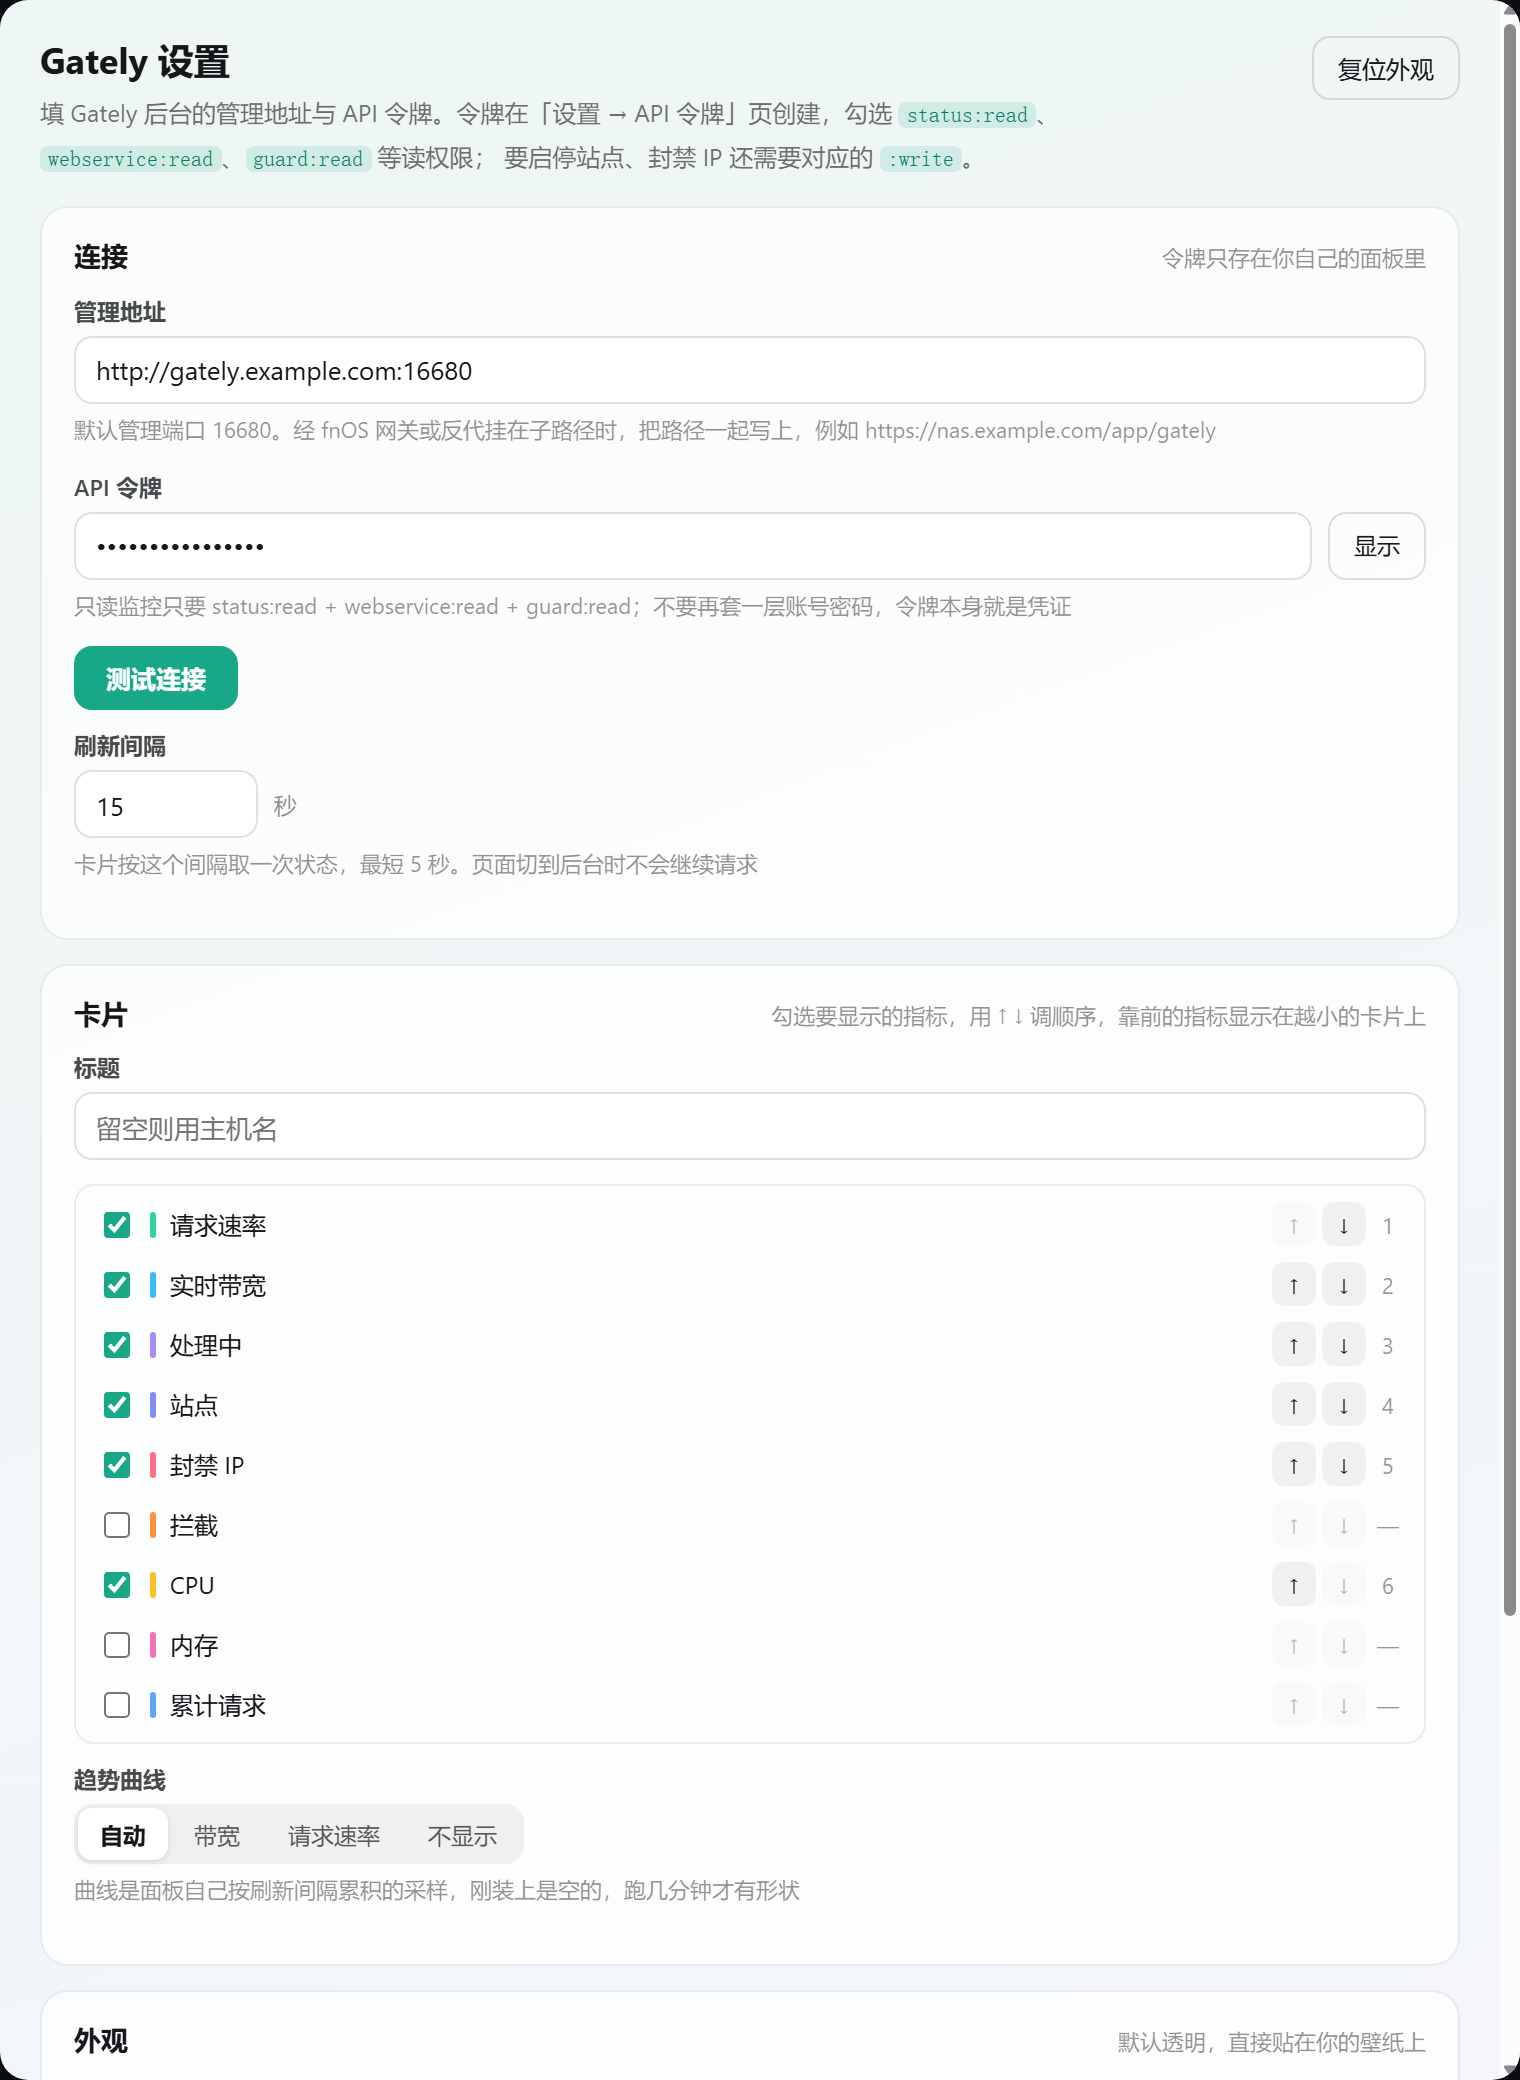 Gately 设置
复位外观
填 Gately 后台的管理地址与 API 令牌。令牌在「设置 → API 令牌」页创建，勾选 status:read、
webservice:read、guard:read 等读权限； 要启停站点、封禁 IP 还需要对应的 :write。
连接
令牌只存在你自己的面板里
管理地址
http://gately.example.com:16680
默认管理端口 16680。经 fnOS 网关或反代挂在子路径时，把路径一起写上，例如 https://nas.example.com/app/gately
API 令牌
••••••••••••••••
显示
只读监控只要 status:read + webservice:read + guard:read；不要再套一层账号密码，令牌本身就是凭证
测试连接
刷新间隔
15 秒
卡片按这个间隔取一次状态，最短 5 秒。页面切到后台时不会继续请求
卡片
勾选要显示的指标，用 ↑ ↓ 调顺序，靠前的指标显示在越小的卡片上
标题
留空则用主机名
请求速率 ↑ ↓ 1
实时带宽 ↑ ↓ 2
处理中 ↑ ↓ 3
站点 ↑ ↓ 4
封禁 IP ↑ ↓ 5
拦截 ↑ ↓ —
CPU ↑ ↓ 6
内存 ↑ ↓ —
累计请求 ↑ ↓ —
趋势曲线
自动 带宽 请求速率 不显示
曲线是面板自己按刷新间隔累积的采样，刚装上是空的，跑几分钟才有形状
外观
默认透明，直接贴在你的壁纸上